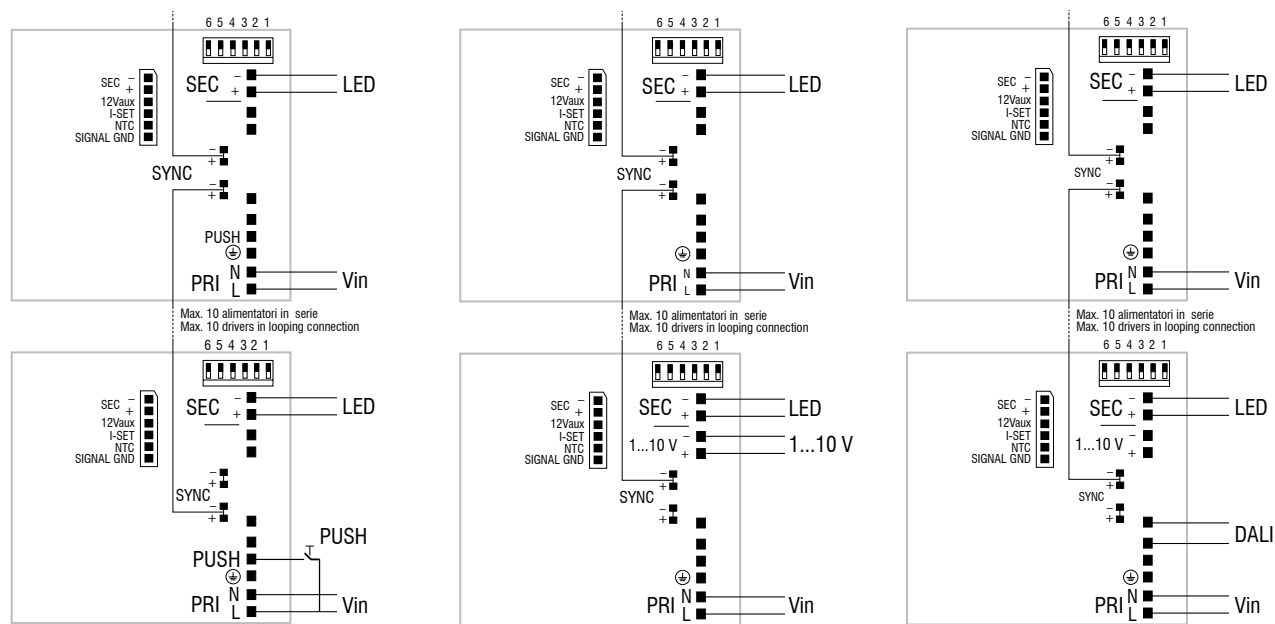 6 5 4 3 2 1
SEC −
+
12Vaux
I-SET
NTC
SIGNAL GND
SEC −
+
LED
−
+
SYNC
−
+
PUSH
PRI N
L
Vin
Max. 10 alimentatori in serie
Max. 10 drivers in looping connection
6 5 4 3 2 1
SEC −
+
12Vaux
I-SET
NTC
SIGNAL GND
SEC −
+
LED
−
+
SYNC
−
+
PUSH
PUSH
PRI N
L
Vin
6 5 4 3 2 1
SEC −
+
12Vaux
I-SET
NTC
SIGNAL GND
SEC −
+
LED
−
+
SYNC
−
+
PRI N
L
Vin
Max. 10 alimentatori in serie
Max. 10 drivers in looping connection
6 5 4 3 2 1
SEC −
+
12Vaux
I-SET
NTC
SIGNAL GND
SEC −
+
LED
1...10 V −
+
1...10 V
−
+
SYNC
−
+
PRI N
L
Vin
6 5 4 3 2 1
SEC −
+
12Vaux
I-SET
NTC
SIGNAL GND
SEC −
+
LED
−
+
SYNC
−
+
PRI N
L
Vin
Max. 10 alimentatori in serie
Max. 10 drivers in looping connection
6 5 4 3 2 1
SEC −
+
12Vaux
I-SET
NTC
SIGNAL GND
SEC −
+
LED
1...10 V −
+
−
+
SYNC
−
+
DALI
PRI N
L
Vin